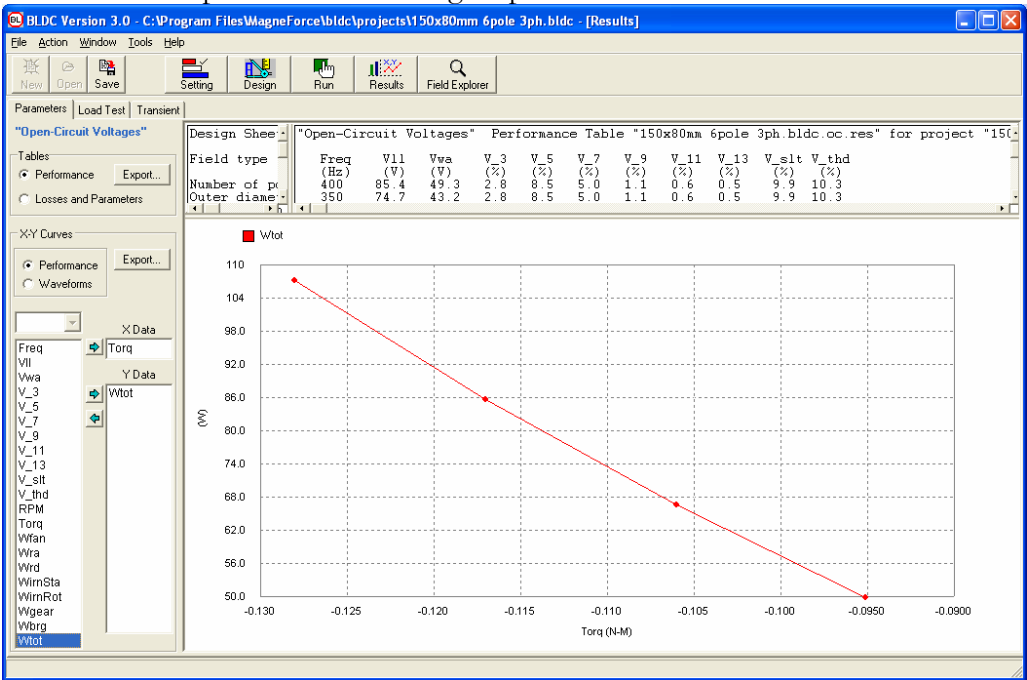 BLDC Version 3.0 - C:\Program Files\MagneForce\bldc\projects\150x80mm 6pole 3ph.bldc - [Results]
File Action Window Tools Help
New Open Save Setting Design Run Results Field Explorer
Parameters Load Test Transient
"Open-Circuit Voltages"
Tables
Performance Export...
Losses and Parameters
Design Shee
Field type
Number of po
Outer diame
"Open-Circuit Voltages" Performance Table "150x80mm 6pole 3ph.bldc.oc.res" for project "150
Freq Vll Vwa V_3 V_5 V_7 V_9 V_11 V_13 V_slt V_thd
(Hz) (V) (V) (%) (%) (%) (%) (%) (%) (%) (%)
400 85.4 49.3 2.8 8.5 5.0 1.1 0.6 0.5 9.9 10.3
350 74.7 43.2 2.8 8.5 5.0 1.1 0.6 0.5 9.9 10.3
X-Y Curves
Performance Export...
Waveforms
X Data
Torq
Y Data
Wtot
Freq
Vll
Vwa
V_3
V_5
V_7
V_9
V_11
V_13
V_slt
V_thd
RPM
Torq
Wfan
Wra
Wrd
WirnSta
WirnRot
Wgear
Wbrg
Wtot
Wtot
110
104
98.0
92.0
86.0
80.0
74.0
68.0
62.0
56.0
50.0
(W)
-0.130 -0.125 -0.120 -0.115 -0.110 -0.105 -0.100 -0.0950 -0.0900
Torq (N-M)